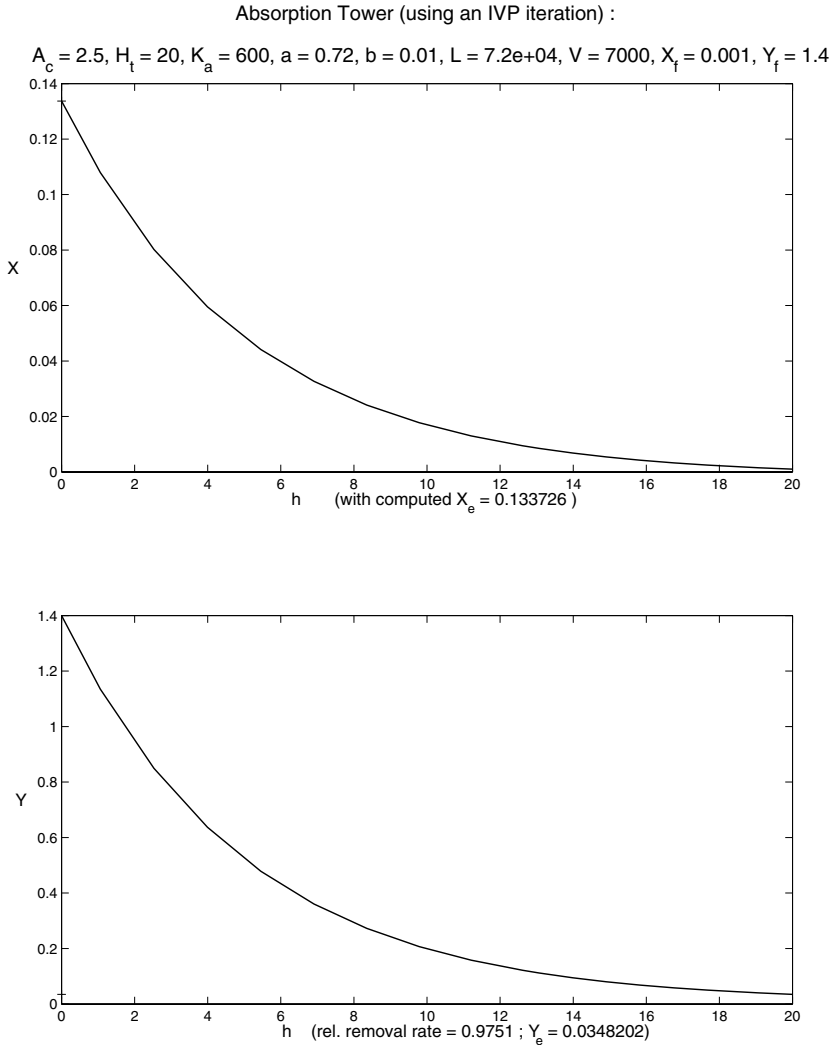 Absorption Tower (using an IVP iteration) :
A_c = 2.5, H_t = 20, K_a = 600, a = 0.72, b = 0.01, L = 7.2e+04, V = 7000, X_f = 0.001, Y_f = 1.4
0.14
0.12
0.1
0.08
X
0.06
0.04
0.02
0
0 2 4 6 8 10 12 14 16 18 20
h (with computed X_e = 0.133726 )
1.4
1.2
1
0.8
Y
0.6
0.4
0.2
0
0 2 4 6 8 10 12 14 16 18 20
h (rel. removal rate = 0.9751 ; Y_e = 0.0348202)